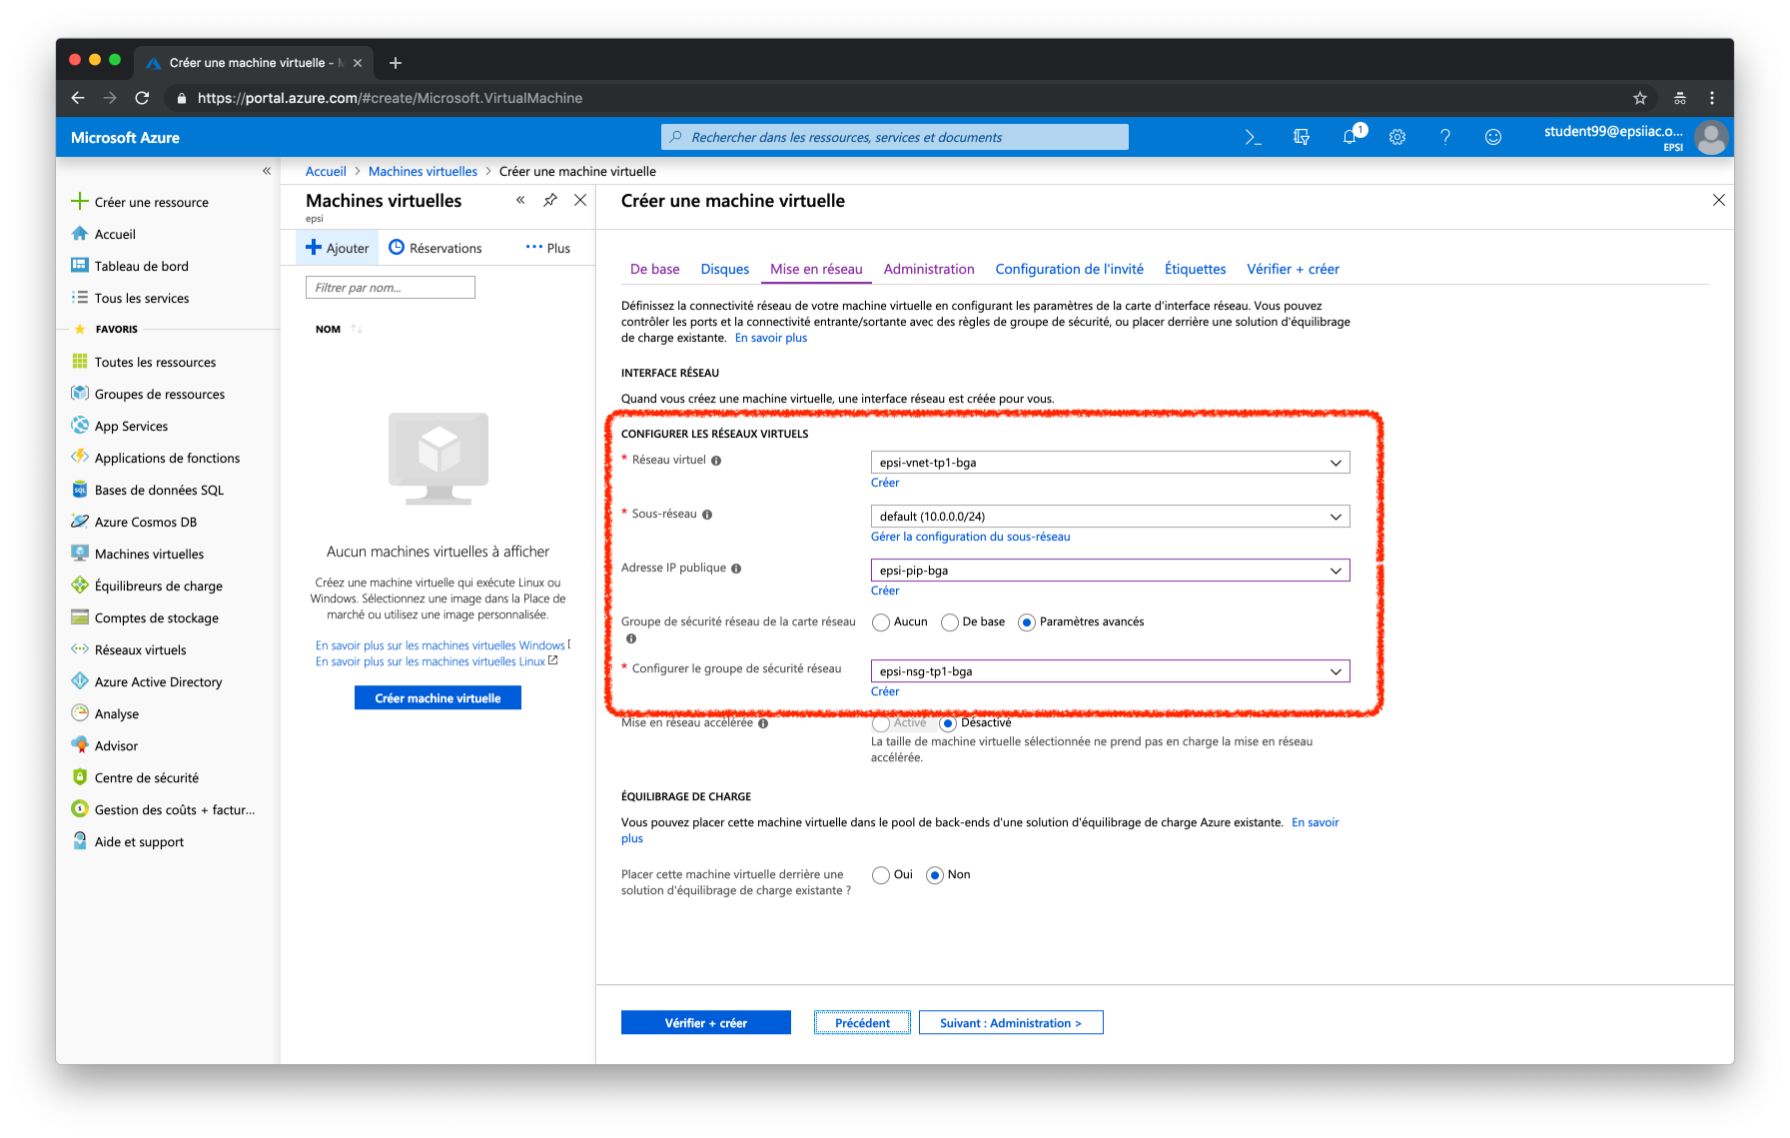 Créer une machine virtuelle -
https://portal.azure.com/#create/Microsoft.VirtualMachine
Microsoft Azure
Rechercher dans les ressources, services et documents
1
student99@epsiiac.o...
EPSI
Créer une ressource
Accueil
Tableau de bord
Tous les services
FAVORIS
Toutes les ressources
Groupes de ressources
App Services
Applications de fonctions
Bases de données SQL
Azure Cosmos DB
Machines virtuelles
Équilibreurs de charge
Comptes de stockage
Réseaux virtuels
Azure Active Directory
Analyse
Advisor
Centre de sécurité
Gestion des coûts + factur...
Aide et support
Accueil > Machines virtuelles > Créer une machine virtuelle
Machines virtuelles
epsi
Ajouter Réservations ... Plus
Filtrer par nom...
NOM
Aucun machines virtuelles à afficher
Créez une machine virtuelle qui exécute Linux ou
Windows. Sélectionnez une image dans la Place de
marché ou utilisez une image personnalisée.
En savoir plus sur les machines virtuelles Windows
En savoir plus sur les machines virtuelles Linux
Créer machine virtuelle
Créer une machine virtuelle
De base Disques Mise en réseau Administration Configuration de l'invité Étiquettes Vérifier + créer
Définissez la connectivité réseau de votre machine virtuelle en configurant les paramètres de la carte d'interface réseau. Vous pouvez
contrôler les ports et la connectivité entrante/sortante avec des règles de groupe de sécurité, ou placer derrière une solution d'équilibrage
de charge existante. En savoir plus
INTERFACE RÉSEAU
Quand vous créez une machine virtuelle, une interface réseau est créée pour vous.
CONFIGURER LES RÉSEAUX VIRTUELS
* Réseau virtuel epsi-vnet-tp1-bga
Créer
* Sous-réseau default (10.0.0.0/24)
Gérer la configuration du sous-réseau
Adresse IP publique epsi-pip-bga
Créer
Groupe de sécurité réseau de la carte réseau Aucun De base Paramètres avancés
* Configurer le groupe de sécurité réseau epsi-nsg-tp1-bga
Créer
Mise en réseau accélérée Activé Désactivé
La taille de machine virtuelle sélectionnée ne prend pas en charge la mise en réseau
accélérée.
ÉQUILIBRAGE DE CHARGE
Vous pouvez placer cette machine virtuelle dans le pool de back-ends d'une solution d'équilibrage de charge Azure existante. En savoir
plus
Placer cette machine virtuelle derrière une
solution d'équilibrage de charge existante ? Oui Non
Vérifier + créer Précédent Suivant : Administration >